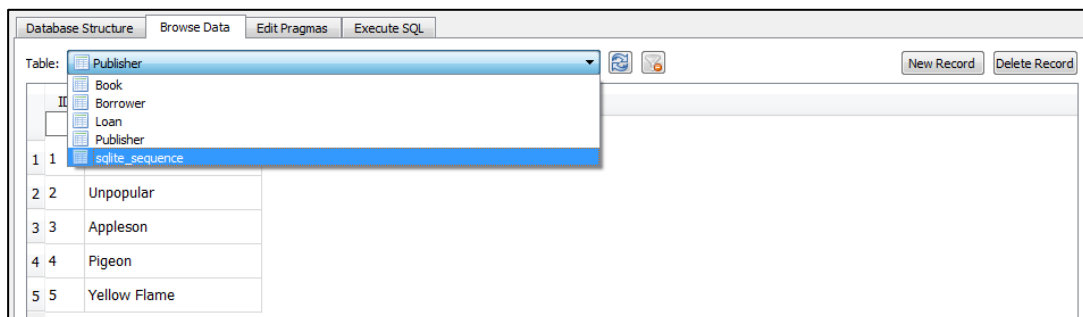 Database Structure Browse Data Edit Pragmas Execute SQL
Table: Publisher New Record Delete Record
Book
Borrower
Loan
Publisher
sqlite_sequence
1 1
2 2 Unpopular
3 3 Appleson
4 4 Pigeon
5 5 Yellow Flame